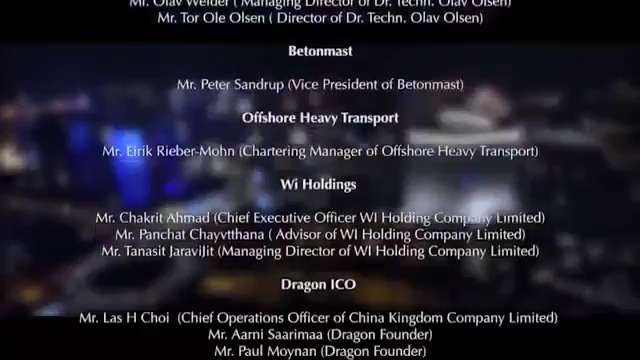 Mr. Olav Weider ( Managing Director of Dr. Techn. Olav Olsen)
Mr. Tor Ole Olsen ( Director of Dr. Techn. Olav Olsen)
Betonmast
Mr. Peter Sandrup (Vice President of Betonmast)
Offshore Heavy Transport
Mr. Eirik Rieber-Mohn (Chartering Manager of Offshore Heavy Transport)
Wi Holdings
Mr. Chakrit Ahmad (Chief Executive Officer WI Holding Company Limited)
Mr. Panchat Chayvtthana ( Advisor of WI Holding Company Limited)
Mr. Tanasit JaraviJit (Managing Director of WI Holding Company Limited)
Dragon ICO
Mr. Las H Choi (Chief Operations Officer of China Kingdom Company Limited)
Mr. Aarni Saarimaa (Dragon Founder)
Mr. Paul Moynan (Dragon Founder)